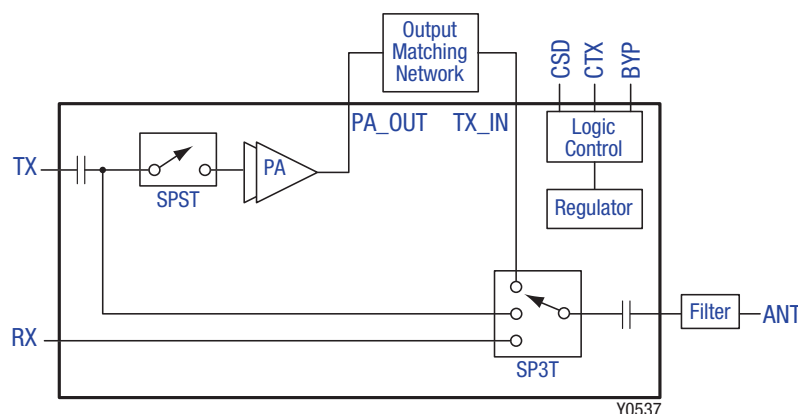 Output
Matching
Network
CSD
CTX
BYP
PA_OUT
TX_IN
Logic
Control
TX
PA
SPST
Regulator
Filter
ANT
RX
SP3T
Y0537